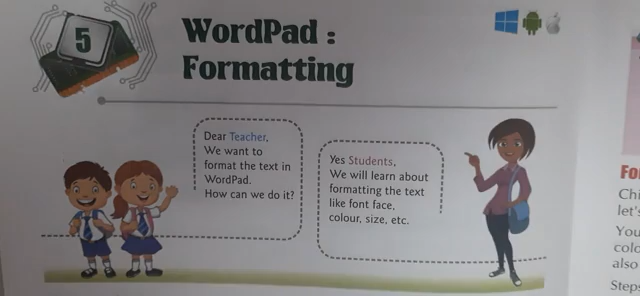 5
WordPad :
Formatting
Dear Teacher,
We want to
format the text in
WordPad.
How can we do it?
Yes Students,
We will learn about
formatting the text
like font face,
colour, size, etc.
Chi
let's
You
colo
also
Step